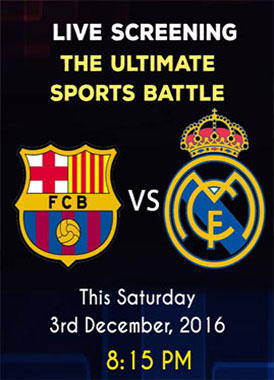 LIVE SCREENING
THE ULTIMATE
SPORTS BATTLE
FCB
VS
This Saturday
3rd December, 2016
8:15 PM